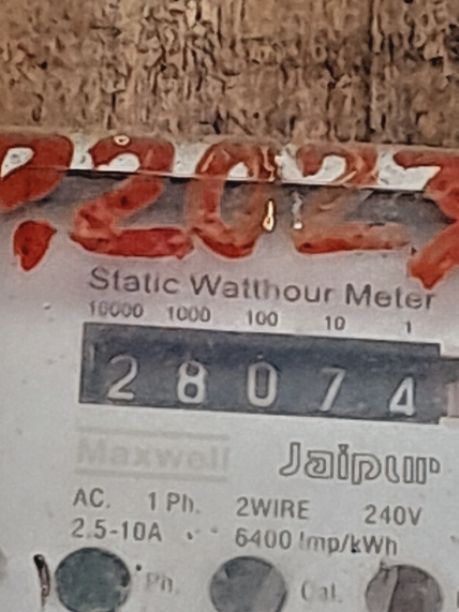 2023
Static Watthour Meter
10000 1000 100 10 1
28074
Maxwell Jaipur
AC. 1 Ph. 2WIRE 240V
2.5-10A 6400 Imp/kWh
Ph. Cal.